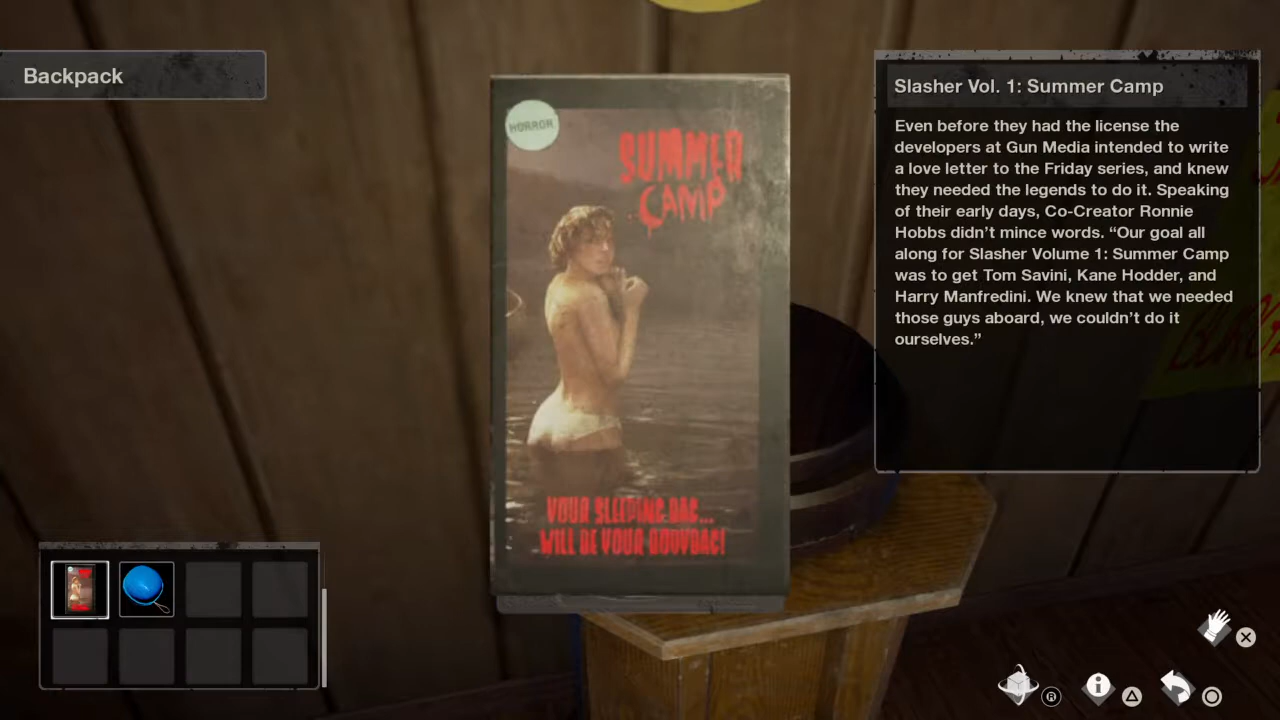 Backpack
HORROR
SUMMER
CAMP
YOUR SLEEPING BAG...
WILL BE YOUR BODYBAG!
Slasher Vol. 1: Summer Camp
Even before they had the license the
developers at Gun Media intended to write
a love letter to the Friday series, and knew
they needed the legends to do it. Speaking
of their early days, Co-Creator Ronnie
Hobbs didn’t mince words. “Our goal all
along for Slasher Volume 1: Summer Camp
was to get Tom Savini, Kane Hodder, and
Harry Manfredini. We knew that we needed
those guys aboard, we couldn’t do it
ourselves.”
R